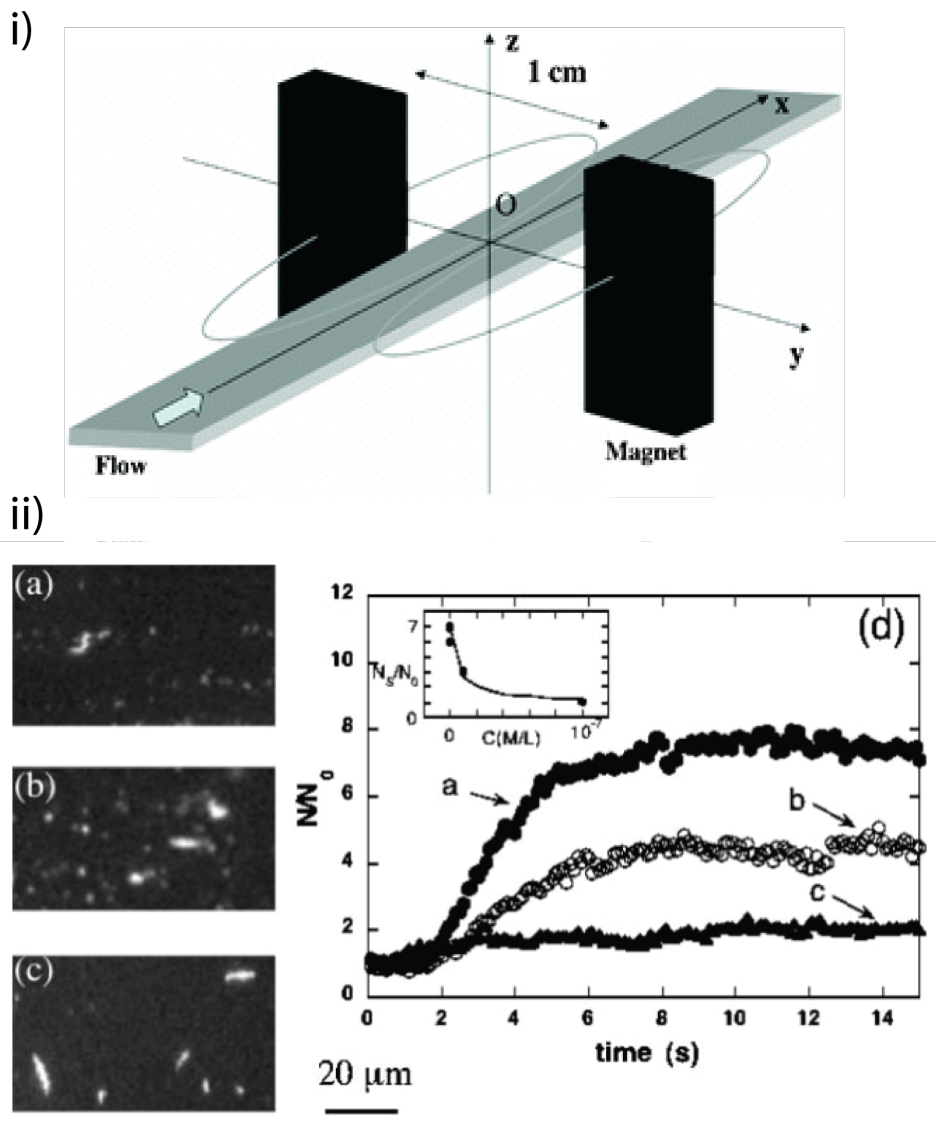 i)
z
1 cm
x
O
y
Flow
Magnet
ii)
(a)
(b)
(c)
(d)
12
10
8
6
4
2
0
N/N₀
0
2
4
6
8
10
12
14
time (s)
7
Nₛ/N₀
0
0
C(M/L)
10⁻⁷
a
b
c
20 μm